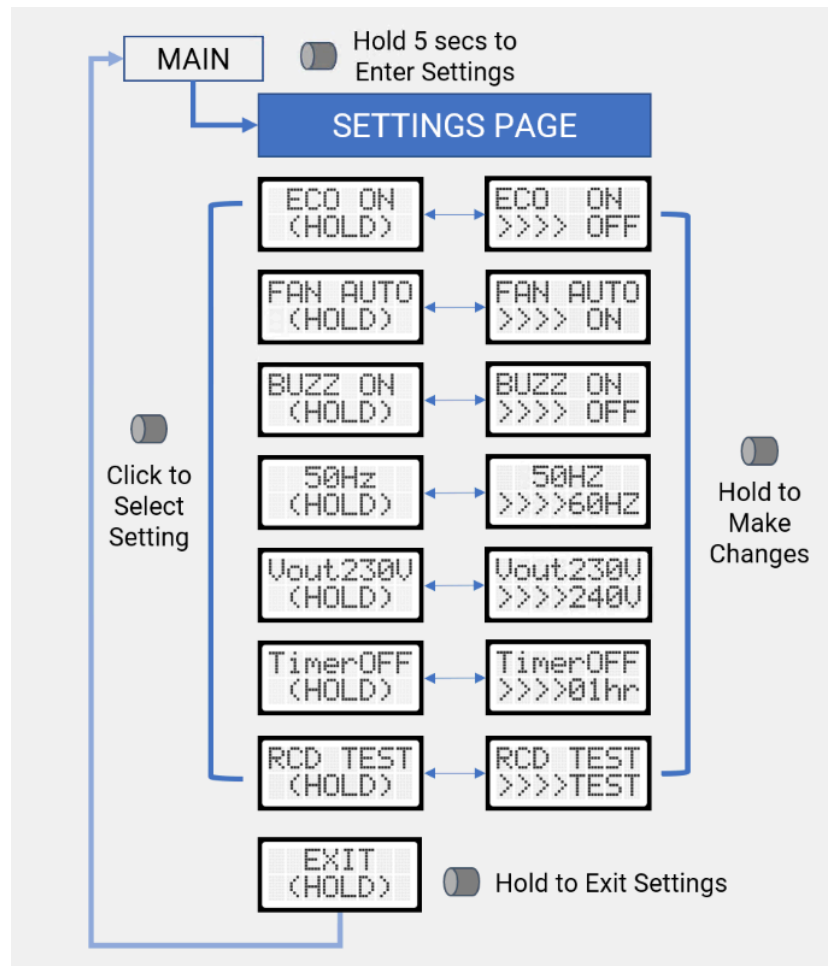 MAIN
Hold 5 secs to
Enter Settings
SETTINGS PAGE
ECO ON
(HOLD)
ECO ON
>>>> OFF
FAN AUTO
(HOLD)
FAN AUTO
>>>> ON
BUZZ ON
(HOLD)
BUZZ ON
>>>> OFF
Click to
Select
Setting
50Hz
(HOLD)
50HZ
>>>>60HZ
Hold to
Make
Changes
Vout230V
(HOLD)
Vout230V
>>>>240V
TimerOFF
(HOLD)
TimerOFF
>>>>01hr
RCD TEST
(HOLD)
RCD TEST
>>>>TEST
EXIT
(HOLD)
Hold to Exit Settings